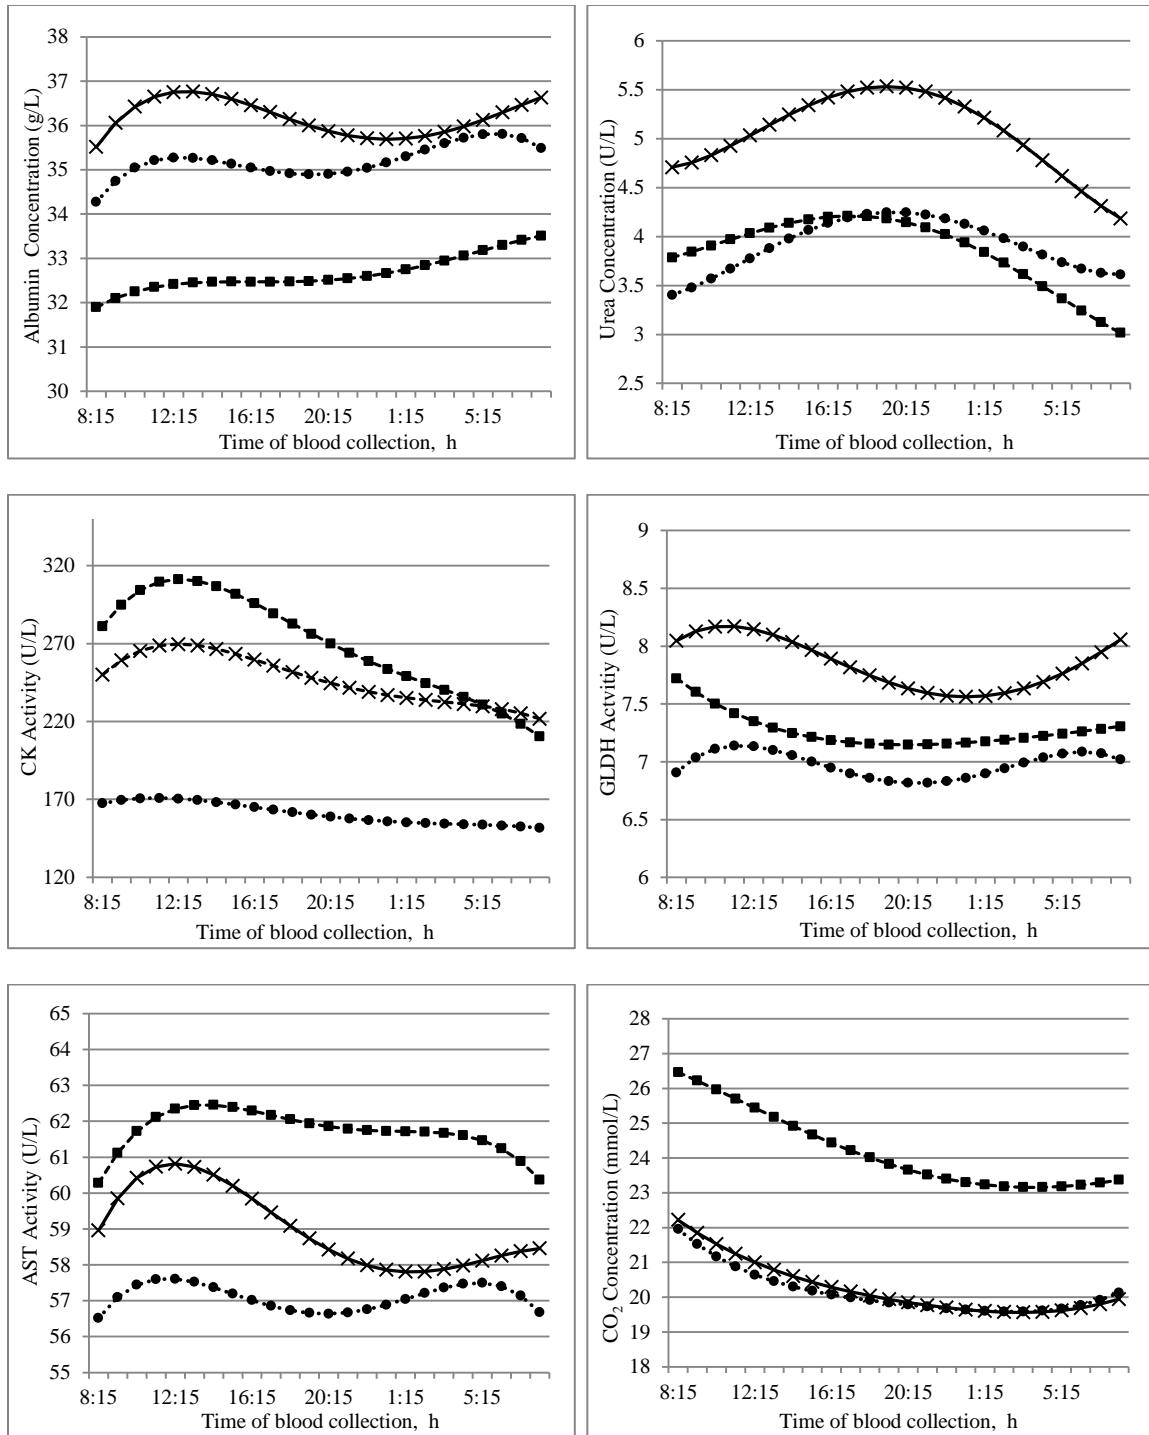 Albumin Concentration (g/L)
38
37
36
35
34
33
32
31
30
8:15 12:15 16:15 20:15 1:15 5:15
Time of blood collection, h
Urea Concentration (U/L)
6
5.5
5
4.5
4
3.5
3
2.5
8:15 12:15 16:15 20:15 1:15 5:15
Time of blood collection, h
CK Activity (U/L)
320
270
220
170
120
8:15 12:15 16:15 20:15 1:15 5:15
Time of blood collection, h
GLDH Actvitiy (U/L)
9
8.5
8
7.5
7
6.5
6
8:15 12:15 16:15 20:15 1:15 5:15
Time of blood collection, h
AST Activity (U/L)
65
64
63
62
61
60
59
58
57
56
55
8:15 12:15 16:15 20:15 1:15 5:15
Time of blood collection, h
CO₂ Concentration (mmol/L)
28
27
26
25
24
23
22
21
20
19
18
8:15 12:15 16:15 20:15 1:15 5:15
Time of blood collection, h